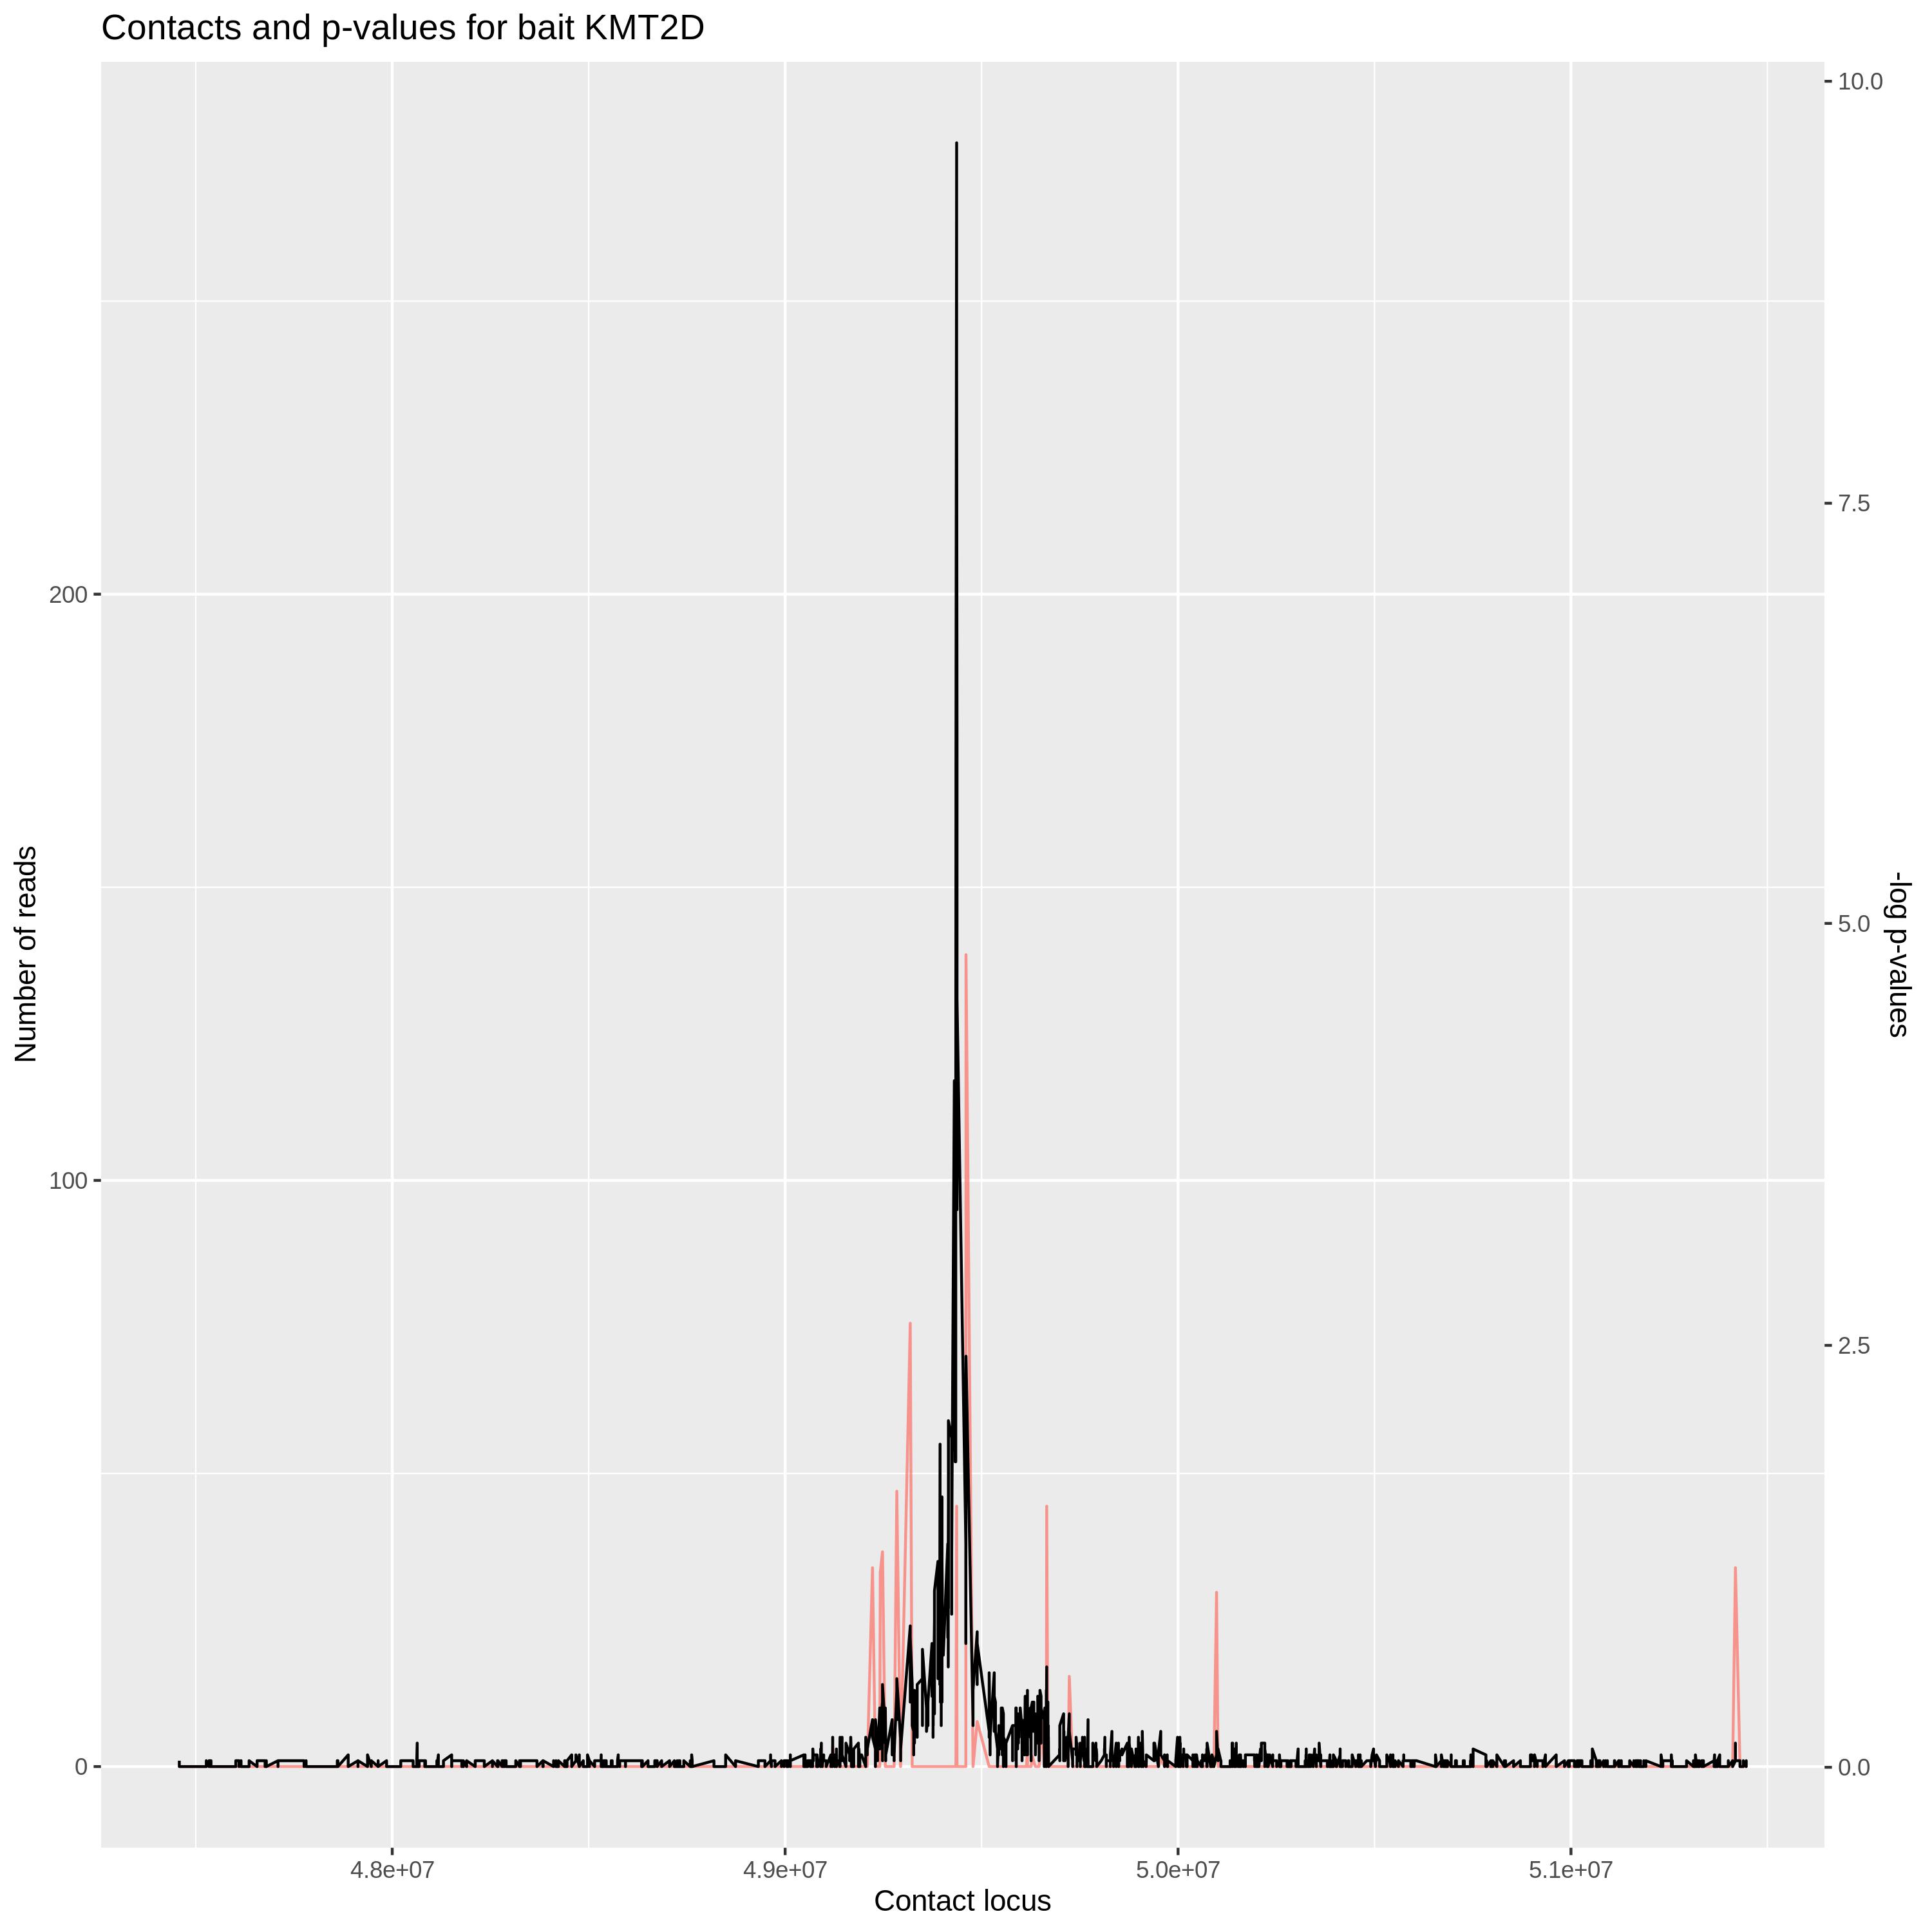 Contacts and p-values for bait KMT2D
Number of reads
200
100
0
10.0
7.5
5.0
2.5
0.0
-log p-values
4.8e+07
4.9e+07
5.0e+07
5.1e+07
Contact locus